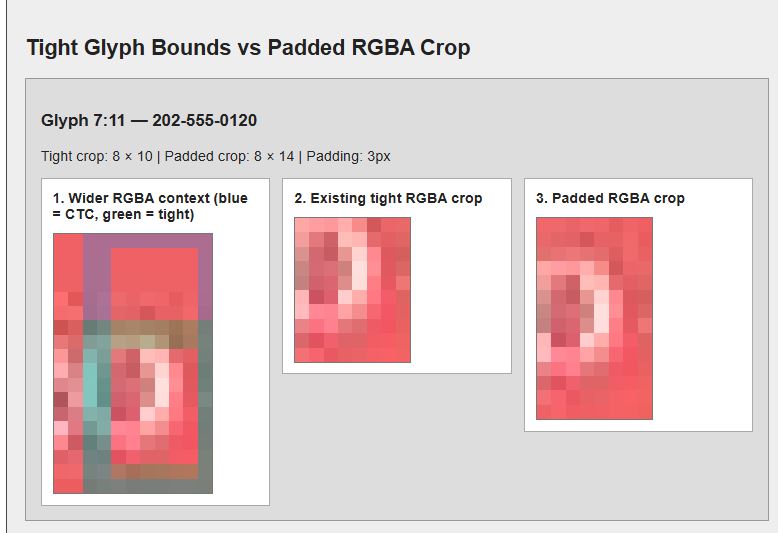 Tight Glyph Bounds vs Padded RGBA Crop
Glyph 7:11 — 202-555-0120
Tight crop: 8 × 10 | Padded crop: 8 × 14 | Padding: 3px
1. Wider RGBA context (blue
= CTC, green = tight)
2. Existing tight RGBA crop
3. Padded RGBA crop